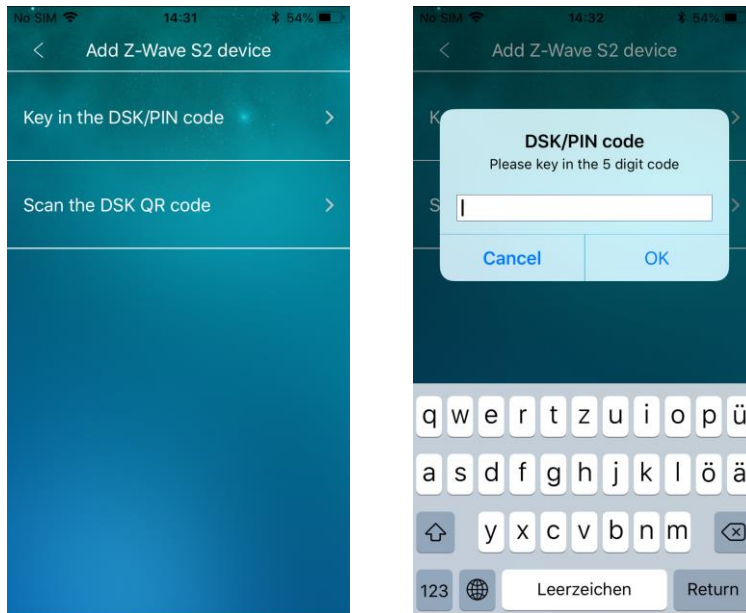 No SIM 14:31 54%
Add Z-Wave S2 device
Key in the DSK/PIN code
Scan the DSK QR code
No SIM 14:32 54%
Add Z-Wave S2 device
K
DSK/PIN code
Please key in the 5 digit code
S
Cancel OK
q w e r t z u i o p ü
a s d f g h j k l ö ä
y x c v b n m
123 Leerzeichen Return